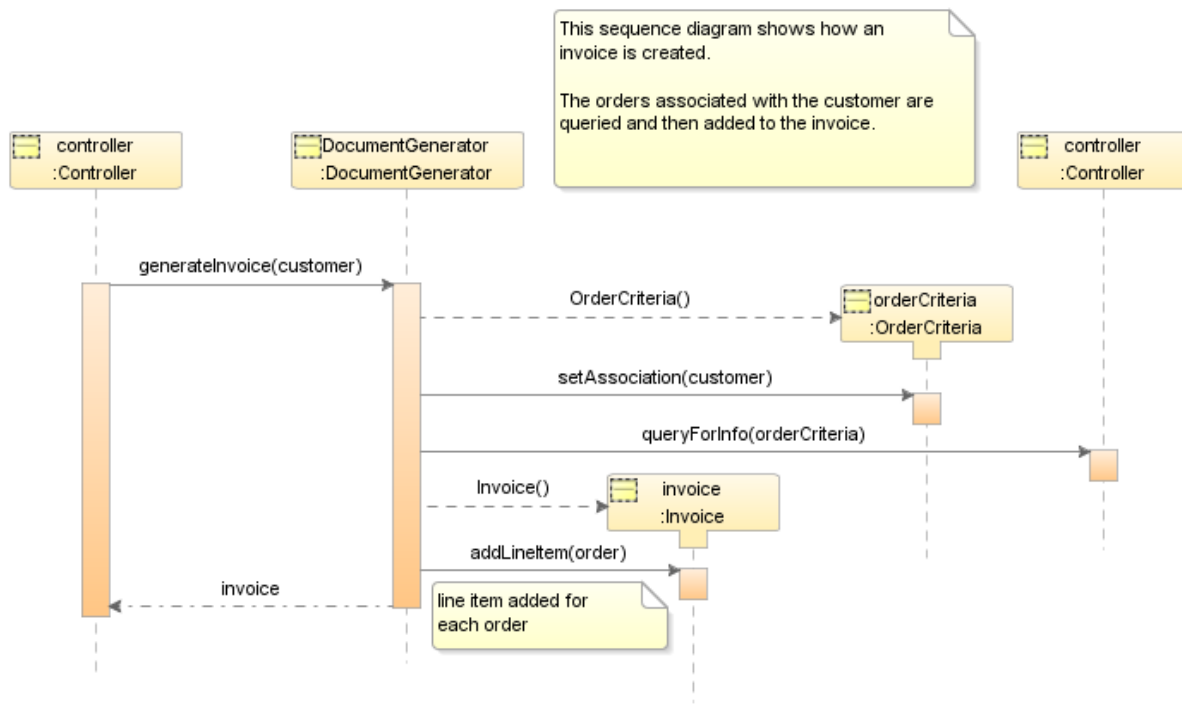 This sequence diagram shows how an
invoice is created.
The orders associated with the customer are
queried and then added to the invoice.
controller
:Controller
DocumentGenerator
:DocumentGenerator
controller
:Controller
generateInvoice(customer)
OrderCriteria()
orderCriteria
:OrderCriteria
setAssociation(customer)
queryForInfo(orderCriteria)
Invoice()
invoice
:Invoice
addLineItem(order)
invoice
line item added for
each order